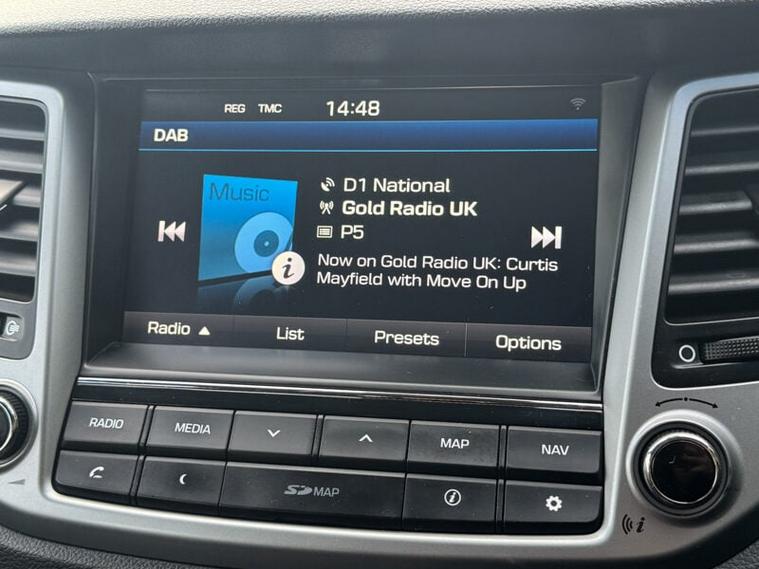 REG TMC 14:48
DAB
Music
D1 National
Gold Radio UK
P5
Now on Gold Radio UK: Curtis
Mayfield with Move On Up
Radio ▲ List Presets Options
RADIO MEDIA MAP NAV
SD MAP